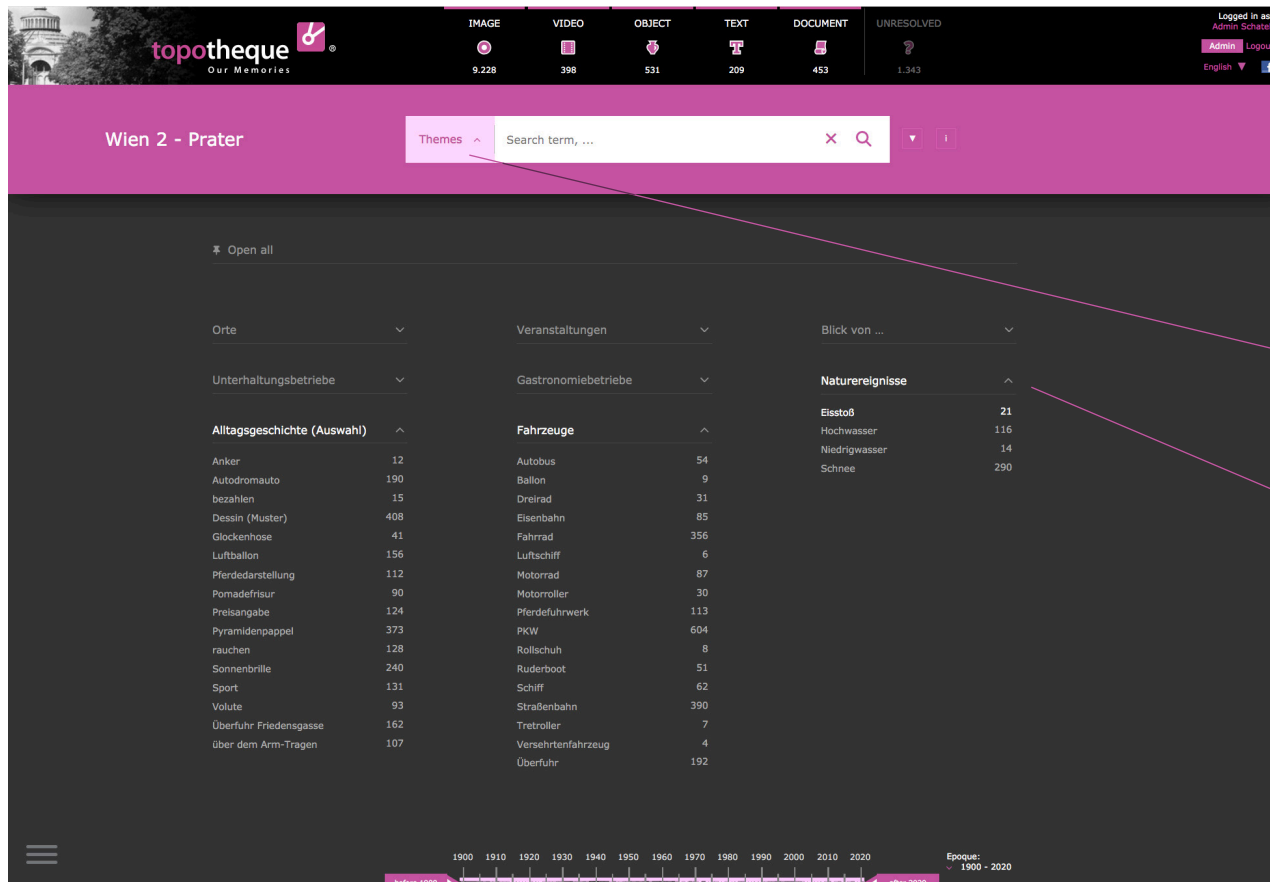 IMAGE VIDEO OBJECT TEXT DOCUMENT UNRESOLVED
9.228 398 531 209 453 1.343
topotheque ®
Our Memories
Logged in as
Admin Schate
Admin Logou
English ▼ f
Wien 2 - Prater
Themes
Search term, ...
Open all
Orte
Veranstaltungen
Blick von ...
Unterhaltungsbetriebe
Gastronomiebetriebe
Naturereignisse
Eisstoß 21
Hochwasser 116
Niedrigwasser 14
Schnee 290
Alltagsgeschichte (Auswahl)
Anker 12
Autodromauto 190
bezahlen 15
Dessin (Muster) 408
Glockenhose 41
Luftballon 156
Pferdedarstellung 112
Pomadefrisur 90
Preisangabe 124
Pyramidenpappel 373
rauchen 128
Sonnenbrille 240
Sport 131
Volute 93
Überfuhr Friedensgasse 162
über dem Arm-Tragen 107
Fahrzeuge
Autobus 54
Ballon 9
Dreirad 31
Eisenbahn 85
Fahrrad 356
Luftschiff 6
Motorrad 87
Motorroller 30
Pferdefuhrwerk 113
PKW 604
Rollschuh 8
Ruderboot 51
Schiff 62
Straßenbahn 390
Tretroller 7
Versehrtenfahrzeug 4
Überfuhr 192
1900 1910 1920 1930 1940 1950 1960 1970 1980 1990 2000 2010 2020
Epoque:
1900 - 2020